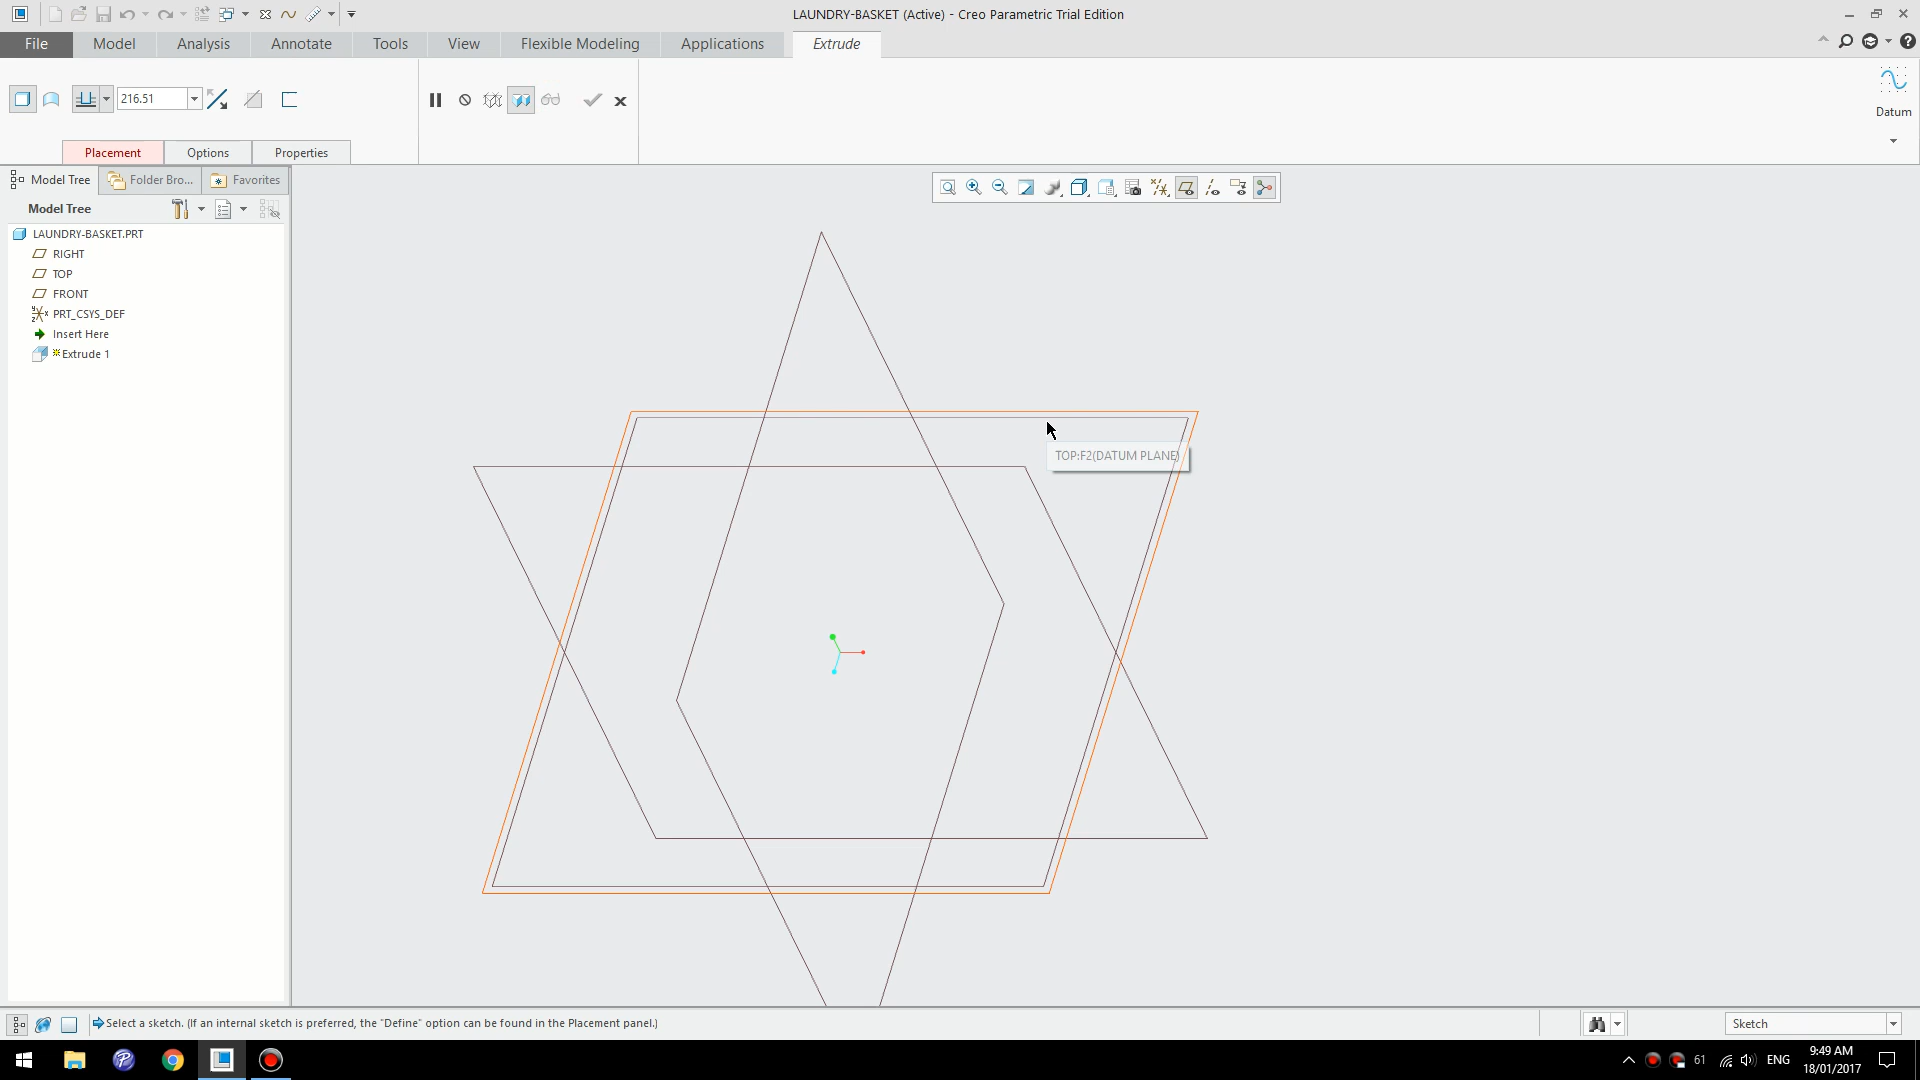 LAUNDRY-BASKET (Active) - Creo Parametric Trial Edition
File Model Analysis Annotate Tools View Flexible Modeling Applications Extrude
216.51
Datum
Placement Options Properties
Model Tree Folder Bro... Favorites
Model Tree
LAUNDRY-BASKET.PRT
RIGHT
TOP
FRONT
PRT_CSYS_DEF
Insert Here
Extrude 1
TOP:F2(DATUM PLANE)
Select a sketch. (If an internal sketch is preferred, the "Define" option can be found in the Placement panel.)
Sketch
61 ENG 9:49 AM
18/01/2017